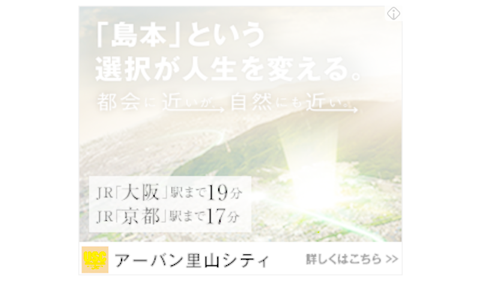 「島本」という
選択が人生を変える。
都会に近いが、自然にも近い。
JR「大阪」駅まで19分
JR「京都」駅まで17分
アーバン里山シティ
詳しくはこちら >>